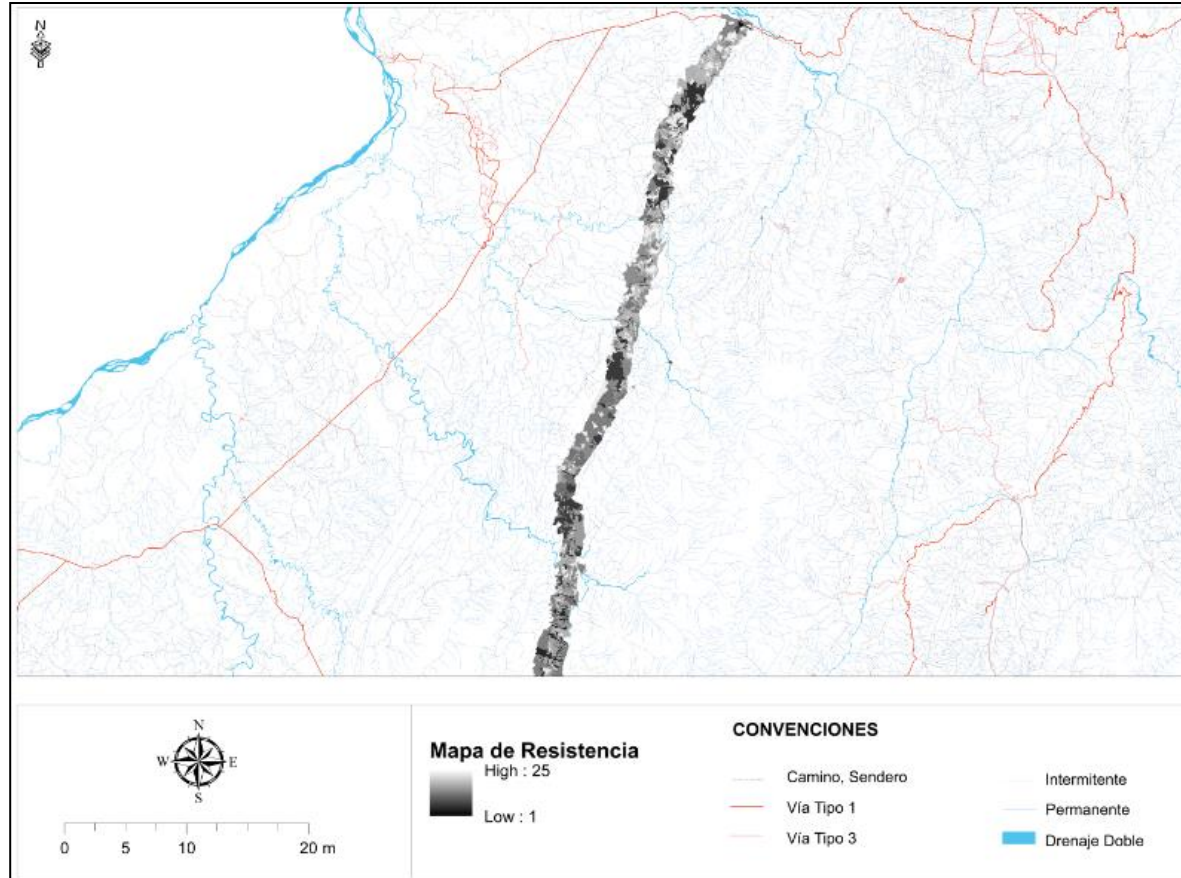 N
N
W E
S
0 5 10 20 m
Mapa de Resistencia
High : 25
Low : 1
CONVENCIONES
Camino, Sendero
Vía Tipo 1
Vía Tipo 3
Intermitente
Permanente
Drenaje Doble